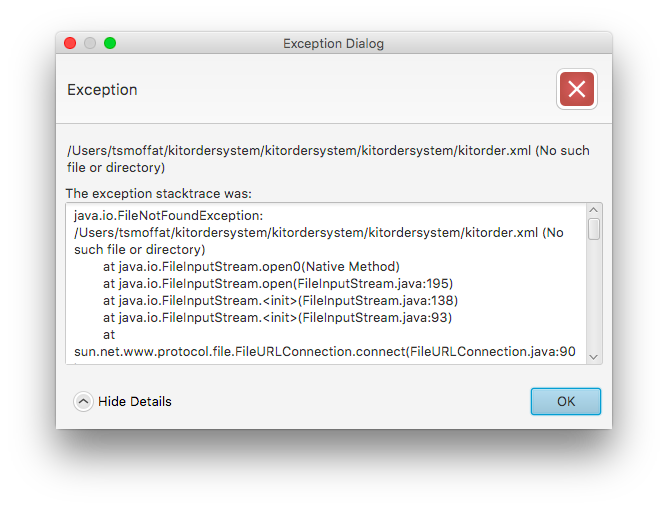 Exception Dialog
Exception
/Users/tsmoffat/kitordersystem/kitordersystem/kitordersystem/kitorder.xml (No such
file or directory)
The exception stacktrace was:
java.io.FileNotFoundException:
/Users/tsmoffat/kitordersystem/kitordersystem/kitordersystem/kitorder.xml (No
such file or directory)
at java.io.FileInputStream.open0(Native Method)
at java.io.FileInputStream.open(FileInputStream.java:195)
at java.io.FileInputStream.<init>(FileInputStream.java:138)
at java.io.FileInputStream.<init>(FileInputStream.java:93)
at
sun.net.www.protocol.file.FileURLConnection.connect(FileURLConnection.java:90
Hide Details
OK